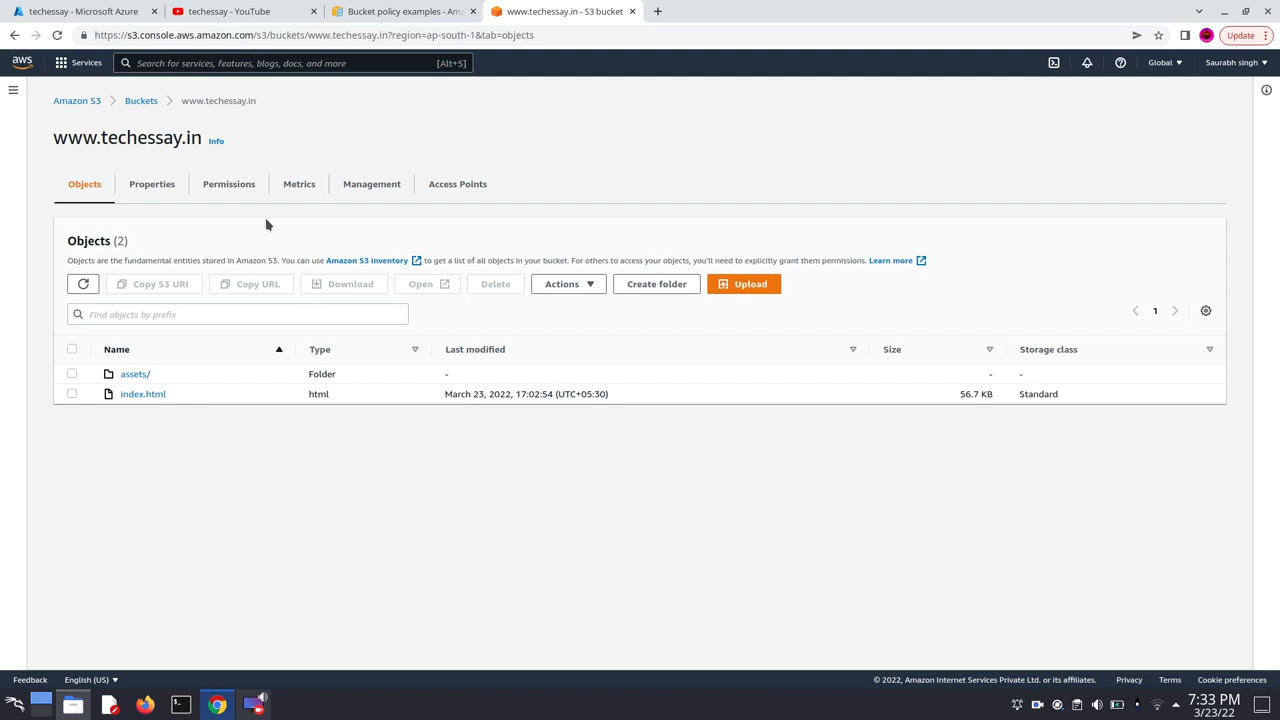 techessay - Microsoft Azure
techessay - YouTube
Bucket policy examples - Ama
www.techessay.in - S3 bucket
https://s3.console.aws.amazon.com/s3/buckets/www.techessay.in?region=ap-south-1&tab=objects
Update
aws
Services
Search for services, features, blogs, docs, and more
[Alt+S]
Global
Saurabh singh
Amazon S3
Buckets
www.techessay.in
www.techessay.in Info
Objects
Properties
Permissions
Metrics
Management
Access Points
Objects (2)
Objects are the fundamental entities stored in Amazon S3. You can use Amazon S3 inventory to get a list of all objects in your bucket. For others to access your objects, you'll need to explicitly grant them permissions. Learn more
Copy S3 URI
Copy URL
Download
Open
Delete
Actions
Create folder
Upload
Find objects by prefix
1
Name
Type
Last modified
Size
Storage class
assets/
Folder
-
-
-
index.html
html
March 23, 2022, 17:02:54 (UTC+05:30)
56.7 KB
Standard
Feedback
English (US)
© 2022, Amazon Internet Services Private Ltd. or its affiliates.
Privacy
Terms
Cookie preferences
7:33 PM
3/23/22